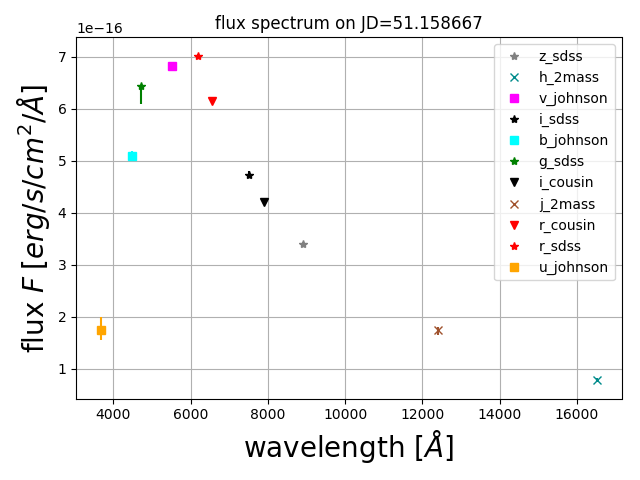 flux spectrum on JD=51.158667
1e−16
7
6
5
4
3
2
1
flux F [erg/s/cm²/Å]
z_sdss
h_2mass
v_johnson
i_sdss
b_johnson
g_sdss
i_cousin
j_2mass
r_cousin
r_sdss
u_johnson
4000 6000 8000 10000 12000 14000 16000
wavelength [Å]